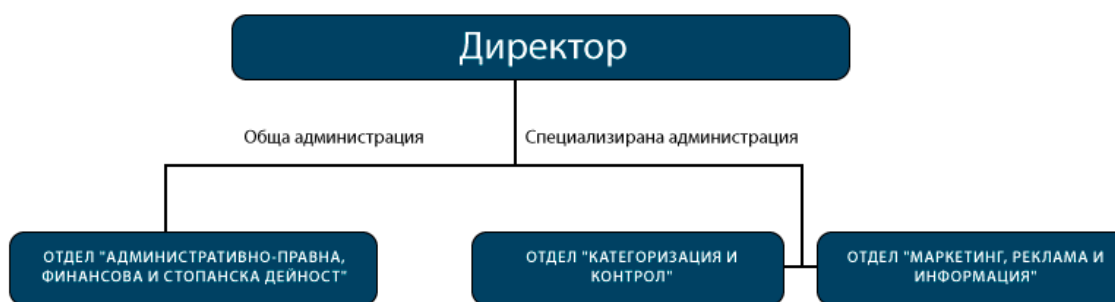 Директор
Обща администрация
Специализирана администрация
ОТДЕЛ "АДМИНИСТРАТИВНО-ПРАВНА,
ФИНАНСОВА И СТОПАНСКА ДЕЙНОСТ"
ОТДЕЛ "КАТЕГОРИЗАЦИЯ И
КОНТРОЛ"
ОТДЕЛ "МАРКЕТИНГ, РЕКЛАМА И
ИНФОРМАЦИЯ"